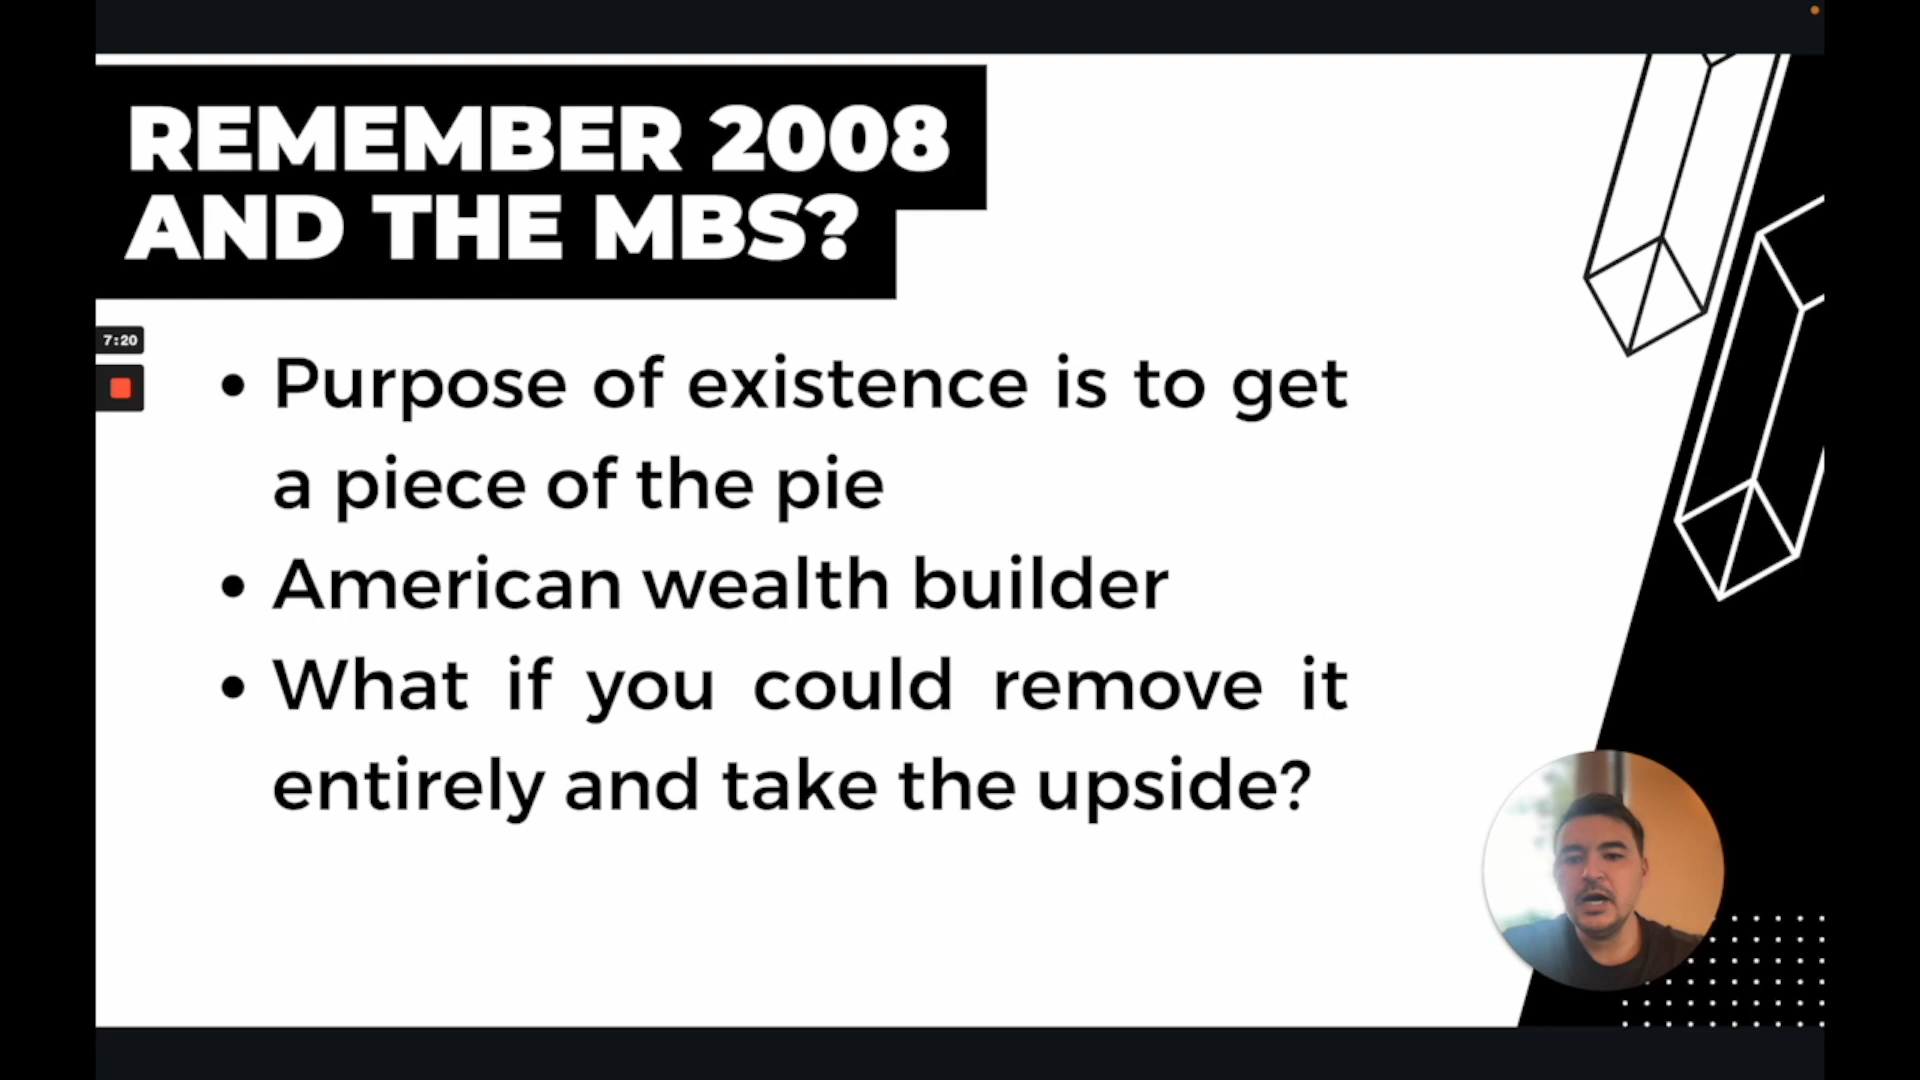 REMEMBER 2008
AND THE MBS?
7:20
• Purpose of existence is to get
a piece of the pie
• American wealth builder
• What if you could remove it
entirely and take the upside?